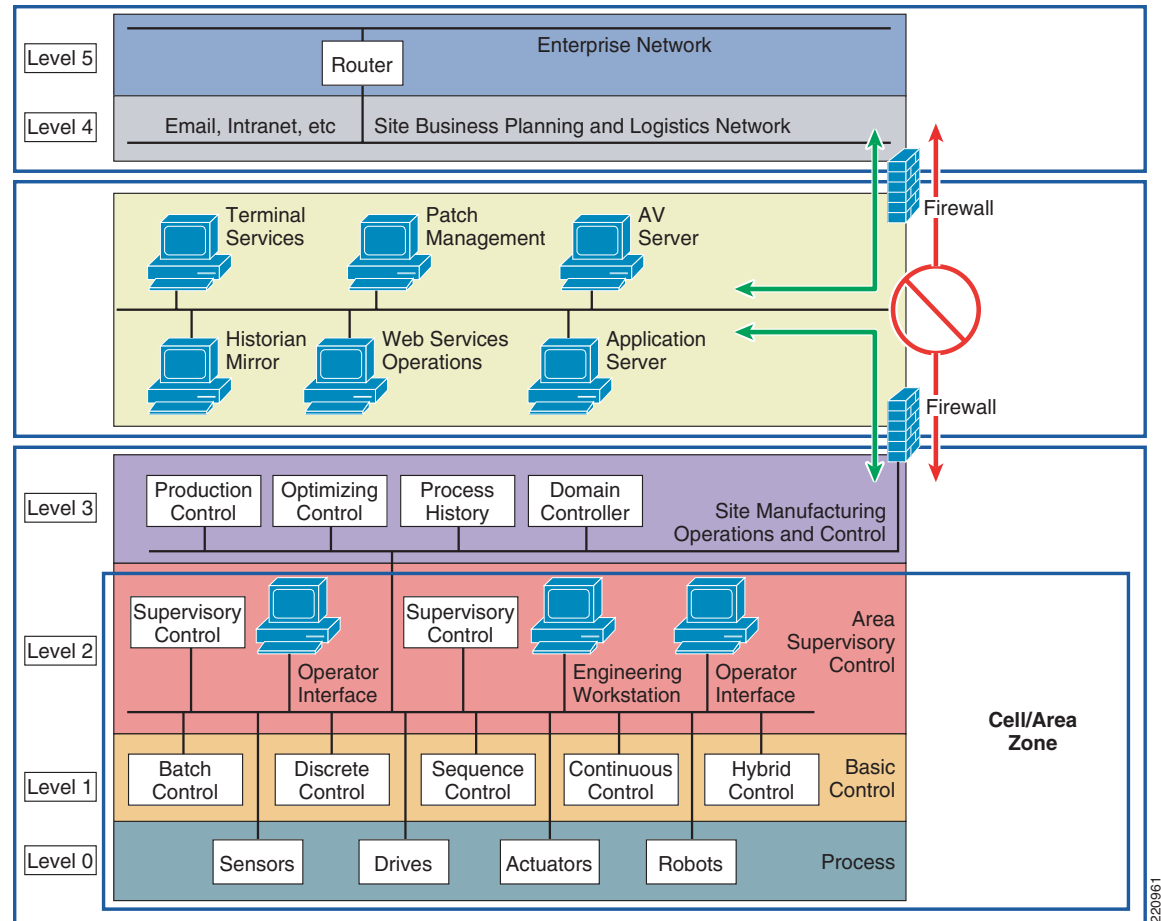 Level 5
Enterprise Network
Router
Level 4
Email, Intranet, etc
Site Business Planning and Logistics Network
Firewall
Terminal
Services
Patch
Management
AV
Server
Historian
Mirror
Web Services
Operations
Application
Server
Firewall
Level 3
Production
Control
Optimizing
Control
Process
History
Domain
Controller
Site Manufacturing
Operations and Control
Level 2
Supervisory
Control
Operator
Interface
Supervisory
Control
Engineering
Workstation
Operator
Interface
Area
Supervisory
Control
Cell/Area
Zone
Level 1
Batch
Control
Discrete
Control
Sequence
Control
Continuous
Control
Hybrid
Control
Basic
Control
Level 0
Sensors
Drives
Actuators
Robots
Process
220961